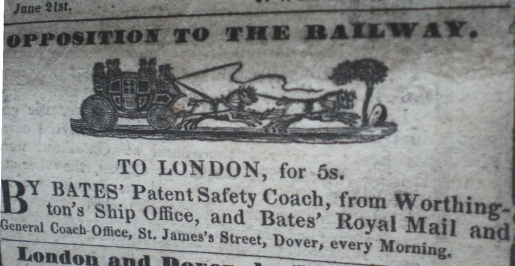 June 21st.
OPPOSITION TO THE RAILWAY.
TO LONDON, for 5s.
BY BATES' Patent Safety Coach, from Worthing-
ton's Ship Office, and Bates' Royal Mail and
General Coach Office, St. James's Street, Dover, every Morning.
London and Dover